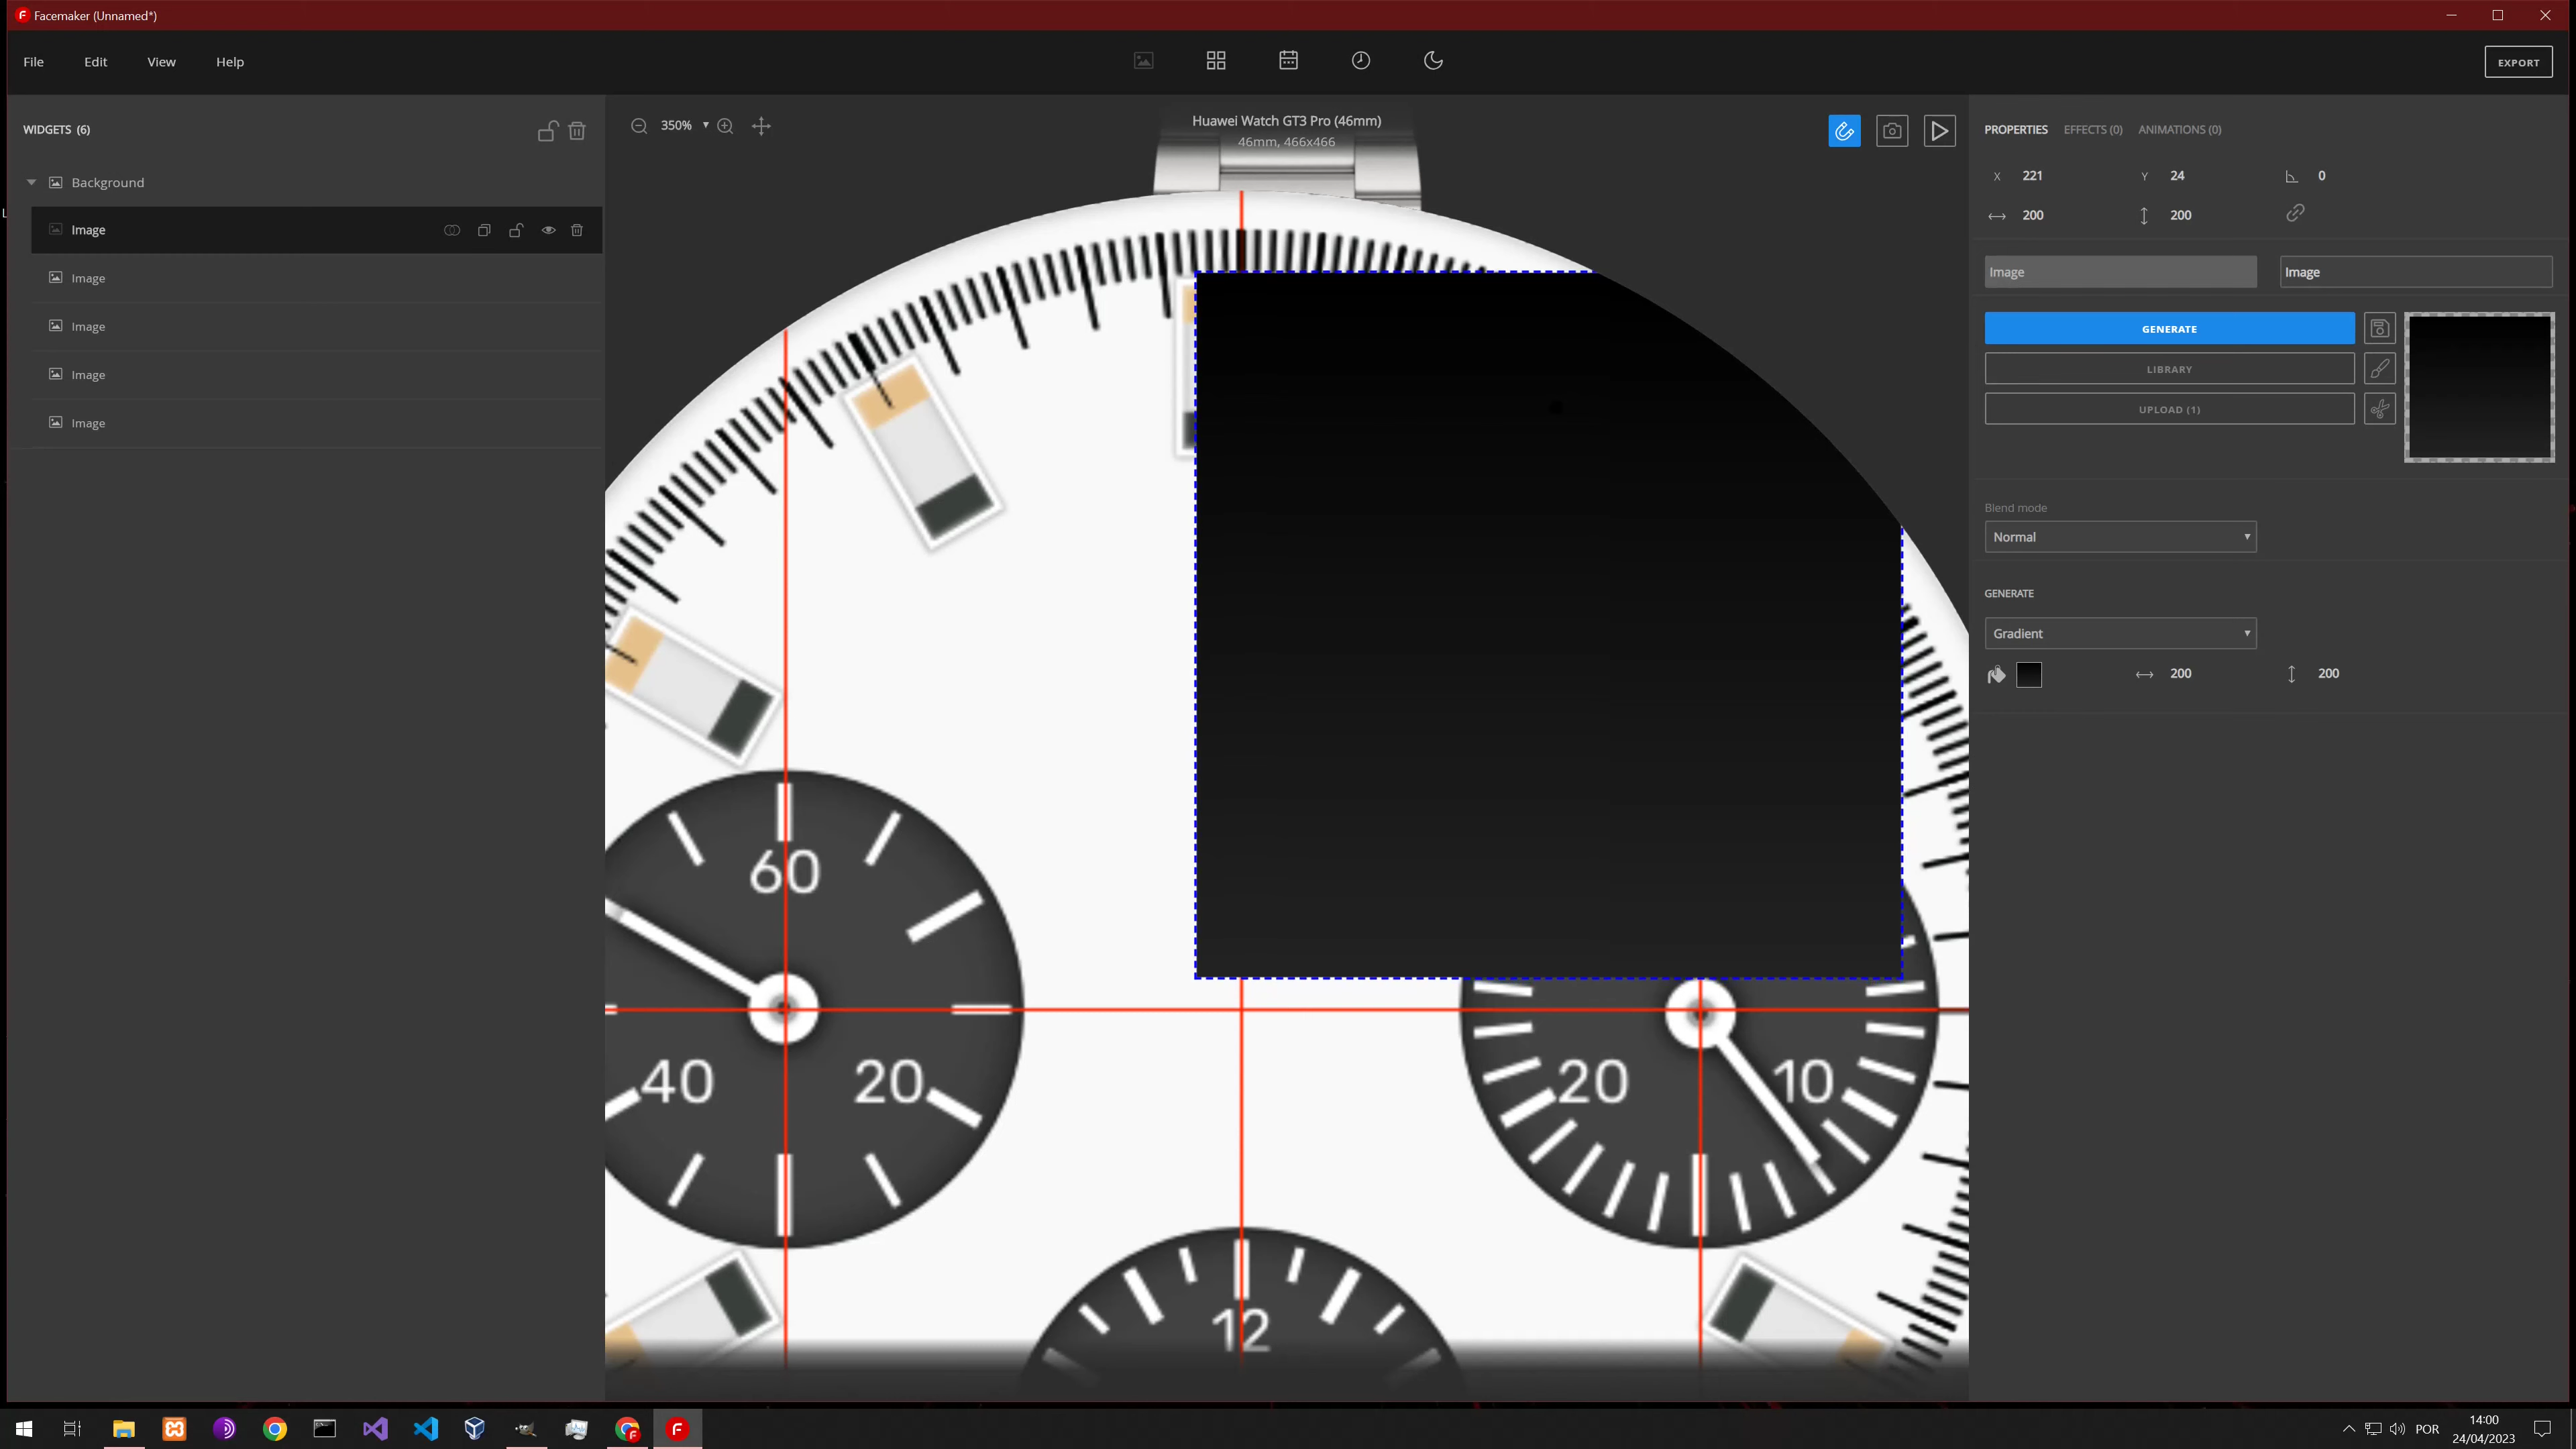 Facemaker (Unnamed*)
File Edit View Help
EXPORT
WIDGETS (6)
350%
Huawei Watch GT3 Pro (46mm)
46mm, 466x466
PROPERTIES EFFECTS (0) ANIMATIONS (0)
Background
X 221 Y 24 0
200 200
Image
Image
Image
Image
Image
Image Image
GENERATE
LIBRARY
UPLOAD (1)
Blend mode
Normal
GENERATE
Gradient
200 200
60
40 20
20 10
12
POR
14:00
24/04/2023